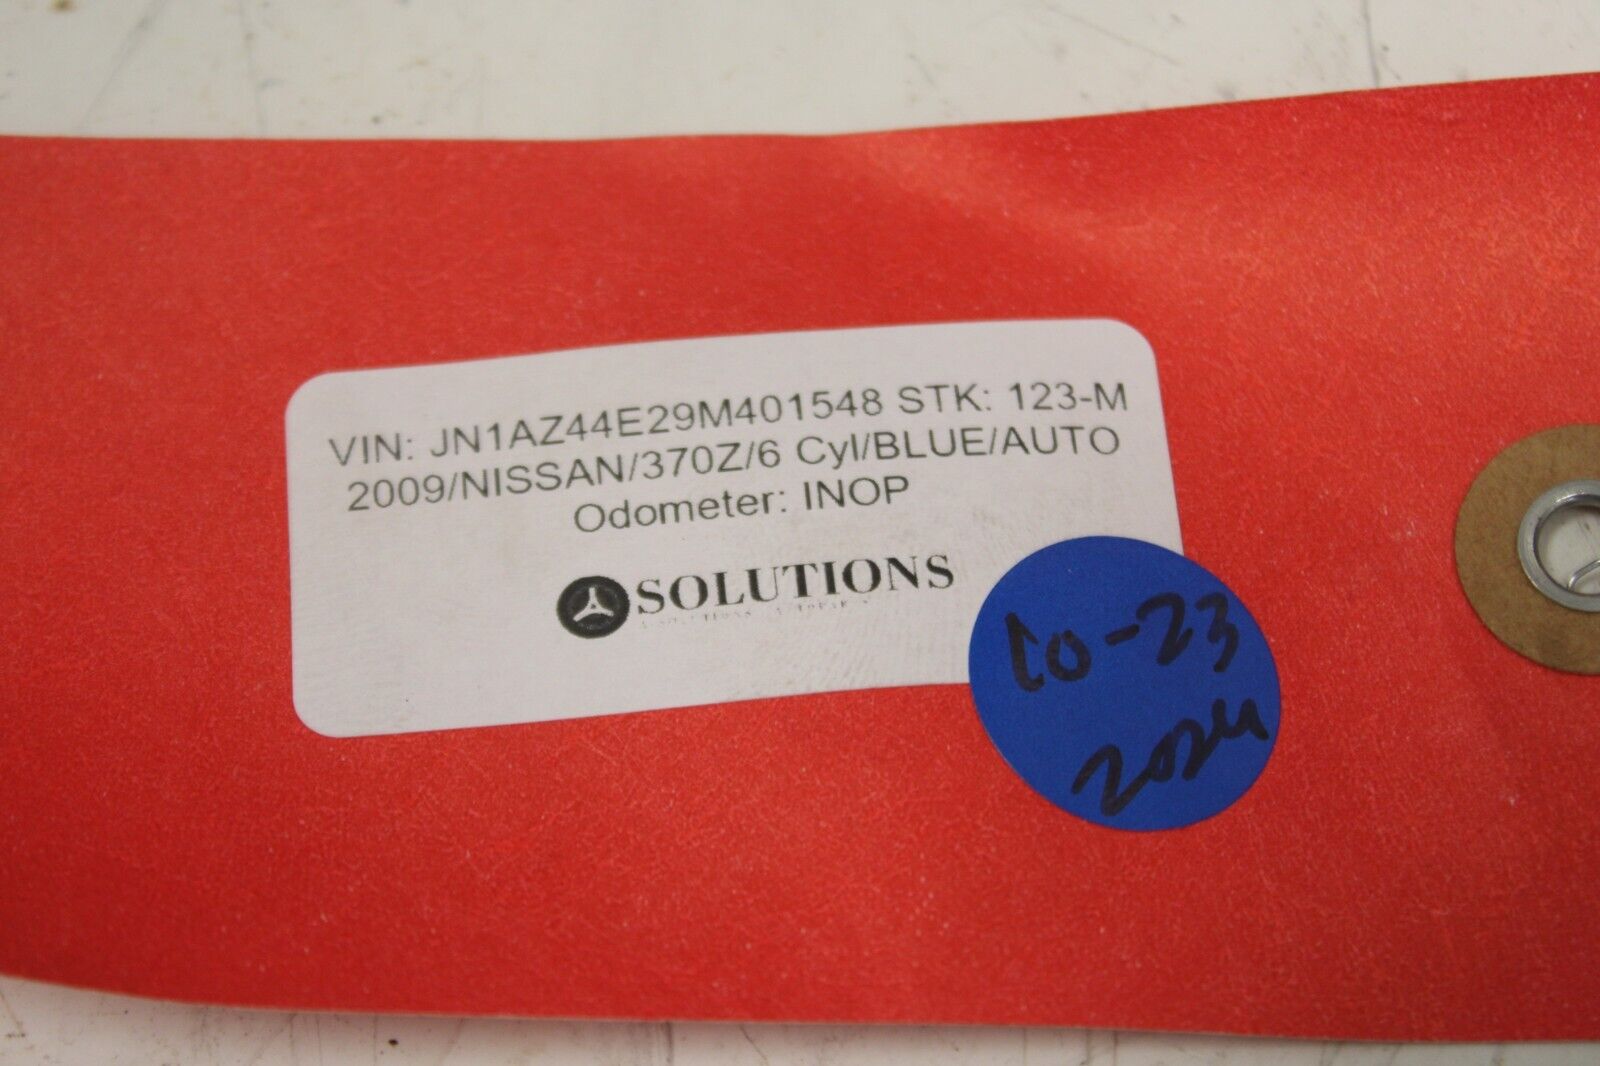 VIN: JN1AZ44E29M401548 STK: 123-M
2009/NISSAN/370Z/6 Cyl/BLUE/AUTO
Odometer: INOP
SOLUTIONS
10-23
2024